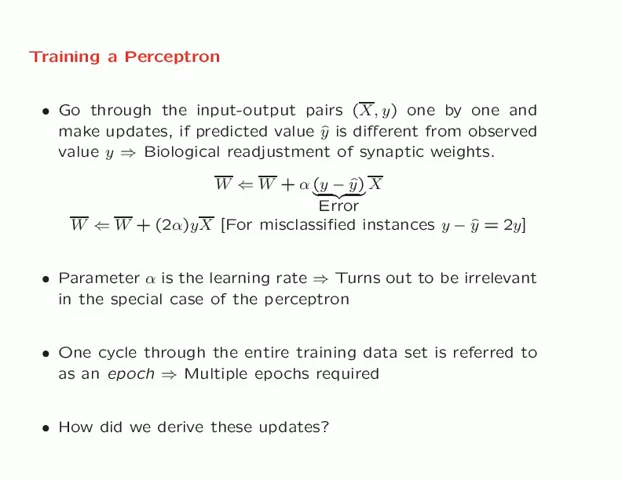 Training a Perceptron
• Go through the input-output pairs (X̅, y) one by one and
make updates, if predicted value ŷ is different from observed
value y ⇒ Biological readjustment of synaptic weights.
W̅ ⇐ W̅ + α (y − ŷ) X̅
Error
W̅ ⇐ W̅ + (2α)yX̅ [For misclassified instances y − ŷ = 2y]
• Parameter α is the learning rate ⇒ Turns out to be irrelevant
in the special case of the perceptron
• One cycle through the entire training data set is referred to
as an epoch ⇒ Multiple epochs required
• How did we derive these updates?